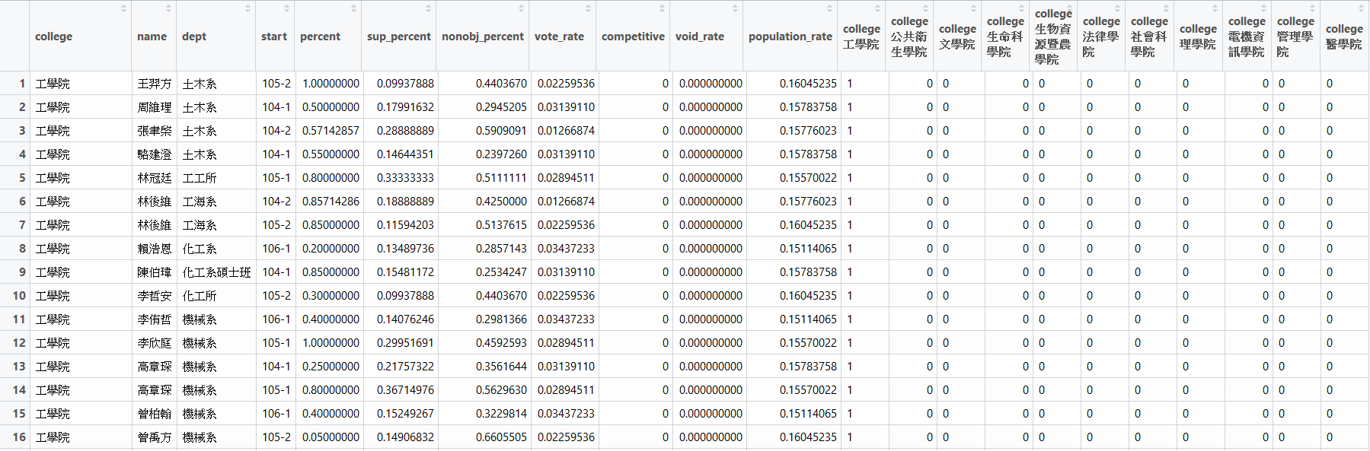 college name dept start percent sup_percent nonobj_percent vote_rate competitive void_rate population_rate college工學院 college公共衛生學院 college文學院 college生命科學院 college生物資源暨農學院 college法律學院 college社會科學院 college理學院 college電機資訊學院 college管理學院 college醫學院
1 工學院 王羿方 土木系 105-2 1.00000000 0.09937888 0.4403670 0.02259536 0 0.000000000 0.16045235 1 0 0 0 0 0 0 0 0 0 0
2 工學院 周維理 土木系 104-1 0.50000000 0.17991632 0.2945205 0.03139110 0 0.000000000 0.15783758 1 0 0 0 0 0 0 0 0 0 0
3 工學院 張聿榮 土木系 104-2 0.57142857 0.28888889 0.5909091 0.01266874 0 0.000000000 0.15776023 1 0 0 0 0 0 0 0 0 0 0
4 工學院 駱建澄 土木系 104-1 0.55000000 0.14644351 0.2397260 0.03139110 0 0.000000000 0.15783758 1 0 0 0 0 0 0 0 0 0 0
5 工學院 林冠廷 工工所 105-1 0.80000000 0.33333333 0.5111111 0.02894511 0 0.000000000 0.15570022 1 0 0 0 0 0 0 0 0 0 0
6 工學院 林後維 工海系 104-2 0.85714286 0.18888889 0.4250000 0.01266874 0 0.000000000 0.15776023 1 0 0 0 0 0 0 0 0 0 0
7 工學院 林後維 工海系 105-2 0.85000000 0.11594203 0.5137615 0.02259536 0 0.000000000 0.16045235 1 0 0 0 0 0 0 0 0 0 0
8 工學院 賴浩恩 化工系 106-1 0.20000000 0.13489736 0.2857143 0.03437233 0 0.000000000 0.15114065 1 0 0 0 0 0 0 0 0 0 0
9 工學院 陳伯瑋 化工系碩士班 104-1 0.85000000 0.15481172 0.2534247 0.03139110 0 0.000000000 0.15783758 1 0 0 0 0 0 0 0 0 0 0
10 工學院 李哲安 化工所 105-2 0.30000000 0.09937888 0.4403670 0.02259536 0 0.000000000 0.16045235 1 0 0 0 0 0 0 0 0 0 0
11 工學院 李侑哲 機械系 106-1 0.40000000 0.14076246 0.2981366 0.03437233 0 0.000000000 0.15114065 1 0 0 0 0 0 0 0 0 0 0
12 工學院 李欣庭 機械系 105-1 1.00000000 0.29951691 0.4592593 0.02894511 0 0.000000000 0.15570022 1 0 0 0 0 0 0 0 0 0 0
13 工學院 高章琛 機械系 104-1 0.25000000 0.21757322 0.3561644 0.03139110 0 0.000000000 0.15783758 1 0 0 0 0 0 0 0 0 0 0
14 工學院 高章琛 機械系 105-1 0.80000000 0.36714976 0.5629630 0.02894511 0 0.000000000 0.15570022 1 0 0 0 0 0 0 0 0 0 0
15 工學院 曾柏翰 機械系 106-1 0.40000000 0.15249267 0.3229814 0.03437233 0 0.000000000 0.15114065 1 0 0 0 0 0 0 0 0 0 0
16 工學院 曾禹方 機械系 105-2 0.05000000 0.14906832 0.6605505 0.02259536 0 0.000000000 0.16045235 1 0 0 0 0 0 0 0 0 0 0